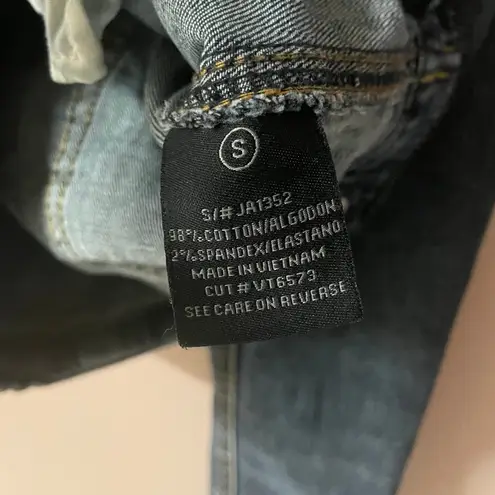 S
S/# JA1352
98% COTTON/ALGODON
2% SPANDEX/ELASTANO
MADE IN VIETNAM
CUT # VT6573
SEE CARE ON REVERSE